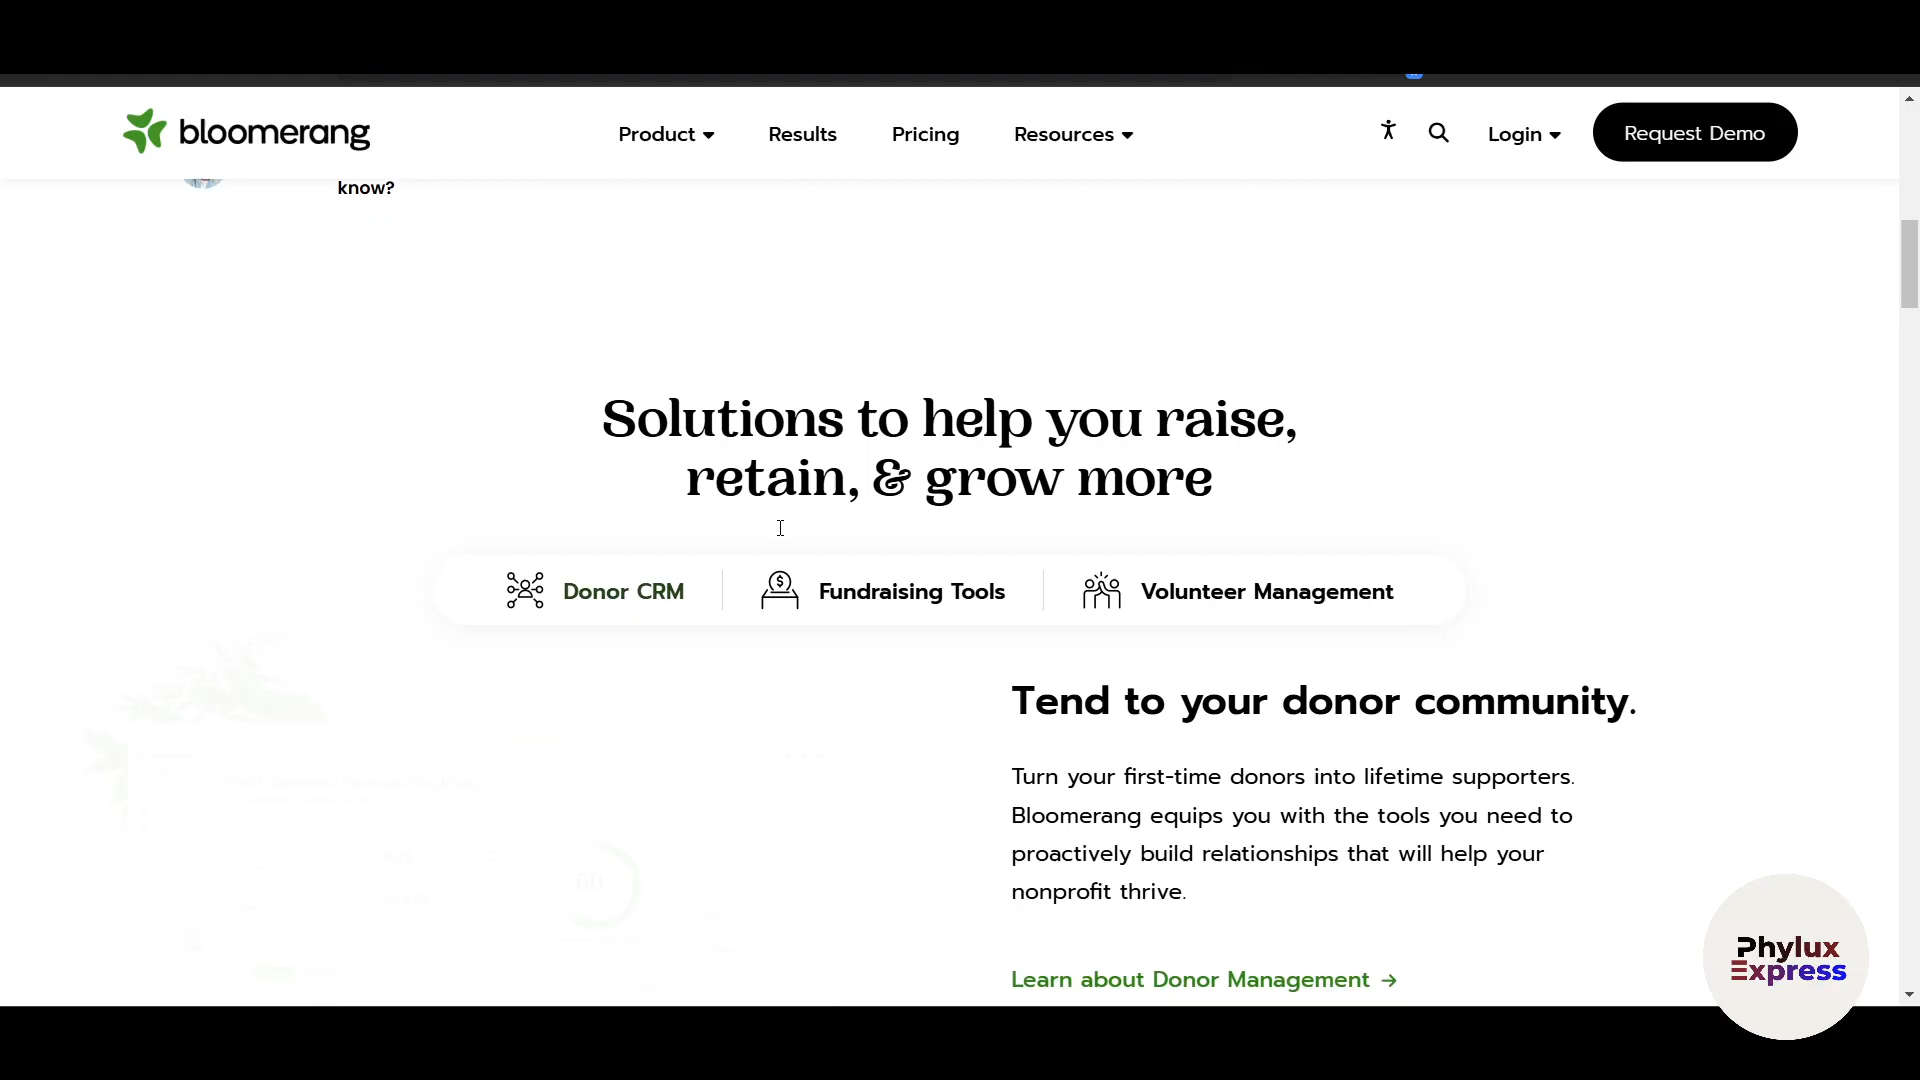 bloomerang
Product
Results
Pricing
Resources
Login
Request Demo
know?
Solutions to help you raise,
retain, & grow more
Donor CRM
Fundraising Tools
Volunteer Management
Tend to your donor community.
Turn your first-time donors into lifetime supporters.
Bloomerang equips you with the tools you need to
proactively build relationships that will help your
nonprofit thrive.
60
Learn about Donor Management →
Phylux
Express